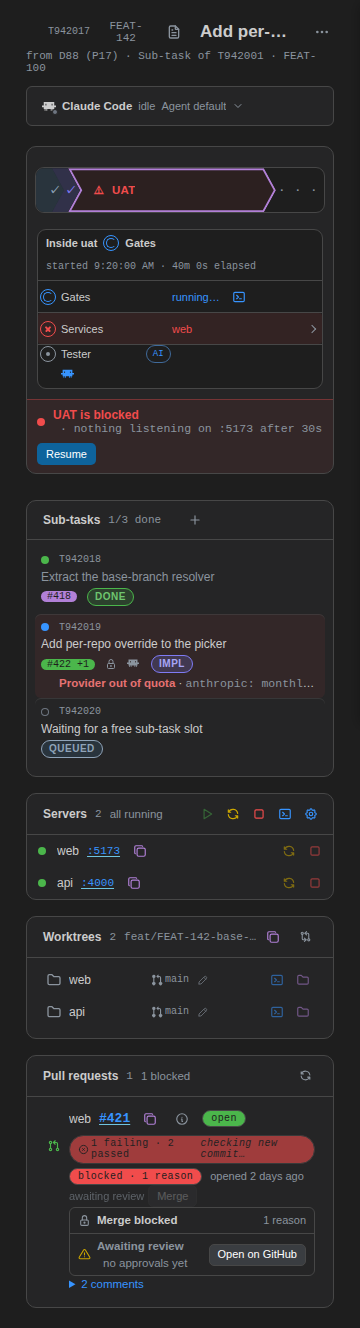 T942017 FEAT-142 Add per-…
from D88 (P17) · Sub-task of T942001 · FEAT-
100
Claude Code idle Agent default
✓ ✓ UAT · · ·
Inside uat Gates
started 9:20:00 AM · 40m 0s elapsed
Gates running…
Services web
Tester AI
UAT is blocked
· nothing listening on :5173 after 30s
Resume
Sub-tasks 1/3 done
T942018
Extract the base-branch resolver
#418 DONE
T942019
Add per-repo override to the picker
#422 +1 IMPL
Provider out of quota · anthropic: monthl…
T942020
Waiting for a free sub-task slot
QUEUED
Servers 2 all running
web :5173
api :4000
Worktrees 2 feat/FEAT-142-base-…
web main
api main
Pull requests 1 1 blocked
web #421 open
1 failing · 2 passed checking new commit…
blocked · 1 reason opened 2 days ago
awaiting review Merge
Merge blocked 1 reason
Awaiting review
no approvals yet
Open on GitHub
2 comments